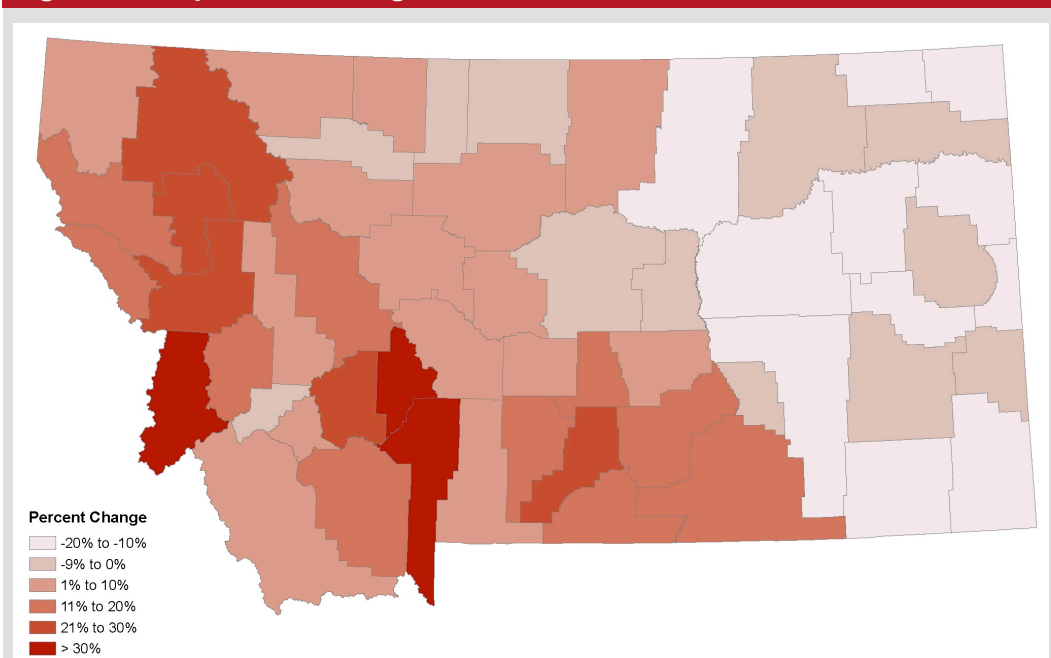 Percent Change
-20% to -10%
-9% to 0%
1% to 10%
11% to 20%
21% to 30%
> 30%